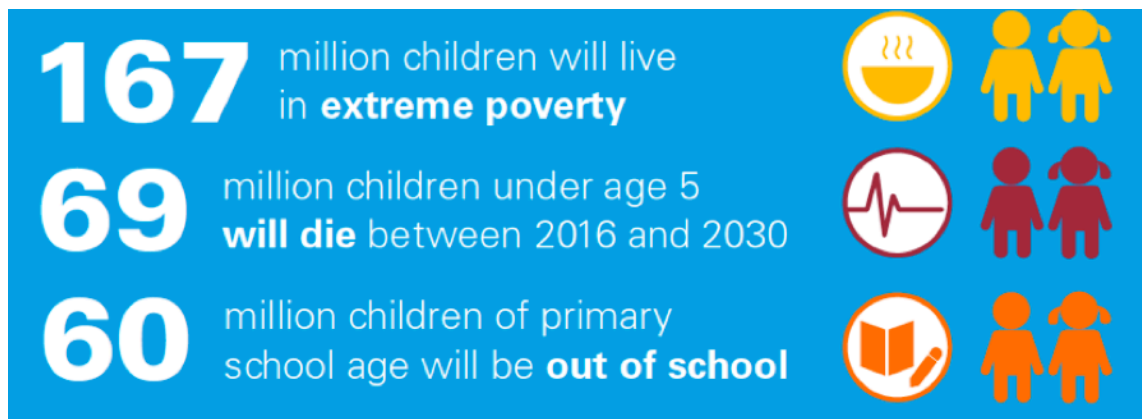 167 million children will live
in extreme poverty
69 million children under age 5
will die between 2016 and 2030
60 million children of primary
school age will be out of school